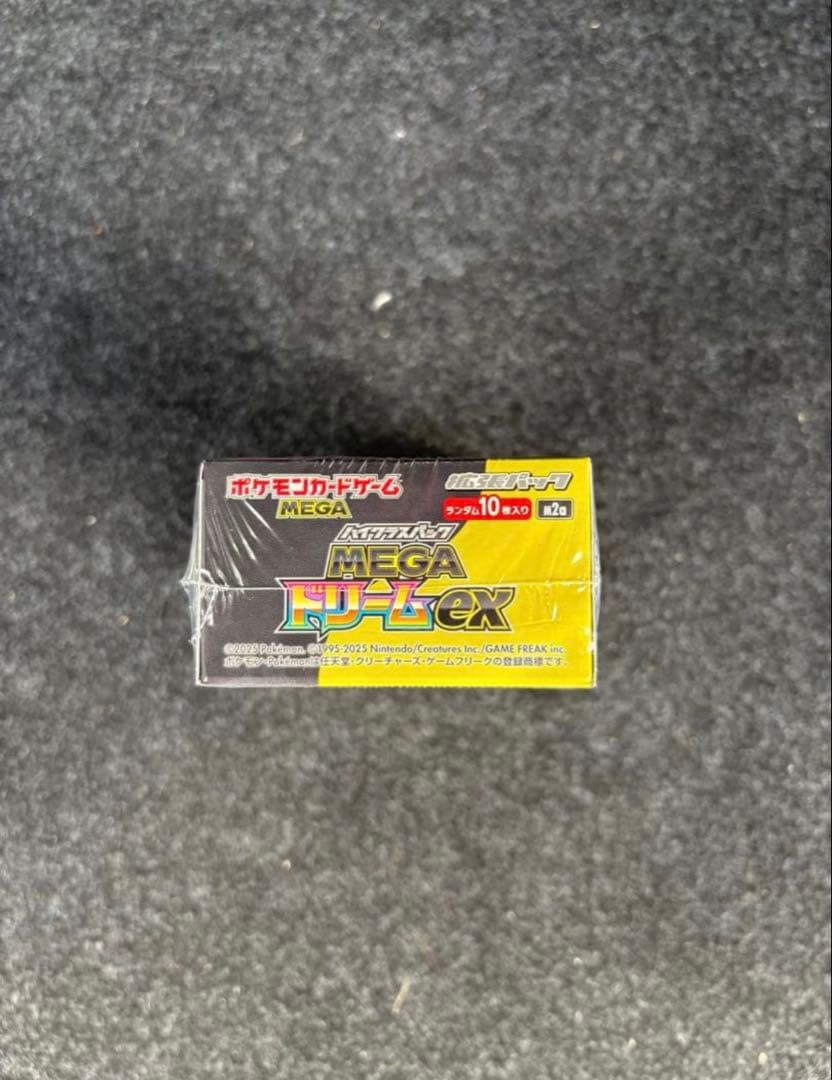 ポケモンカードゲーム
MEGA
拡張パック
ランダム10枚入り M2a
ハイクラスパック
MEGA
ドリームex
©2025 Pokémon. ©1995-2025 Nintendo/Creatures Inc./GAME FREAK inc.
ポケモン・Pokémonは任天堂・クリーチャーズ・ゲームフリークの登録商標です。